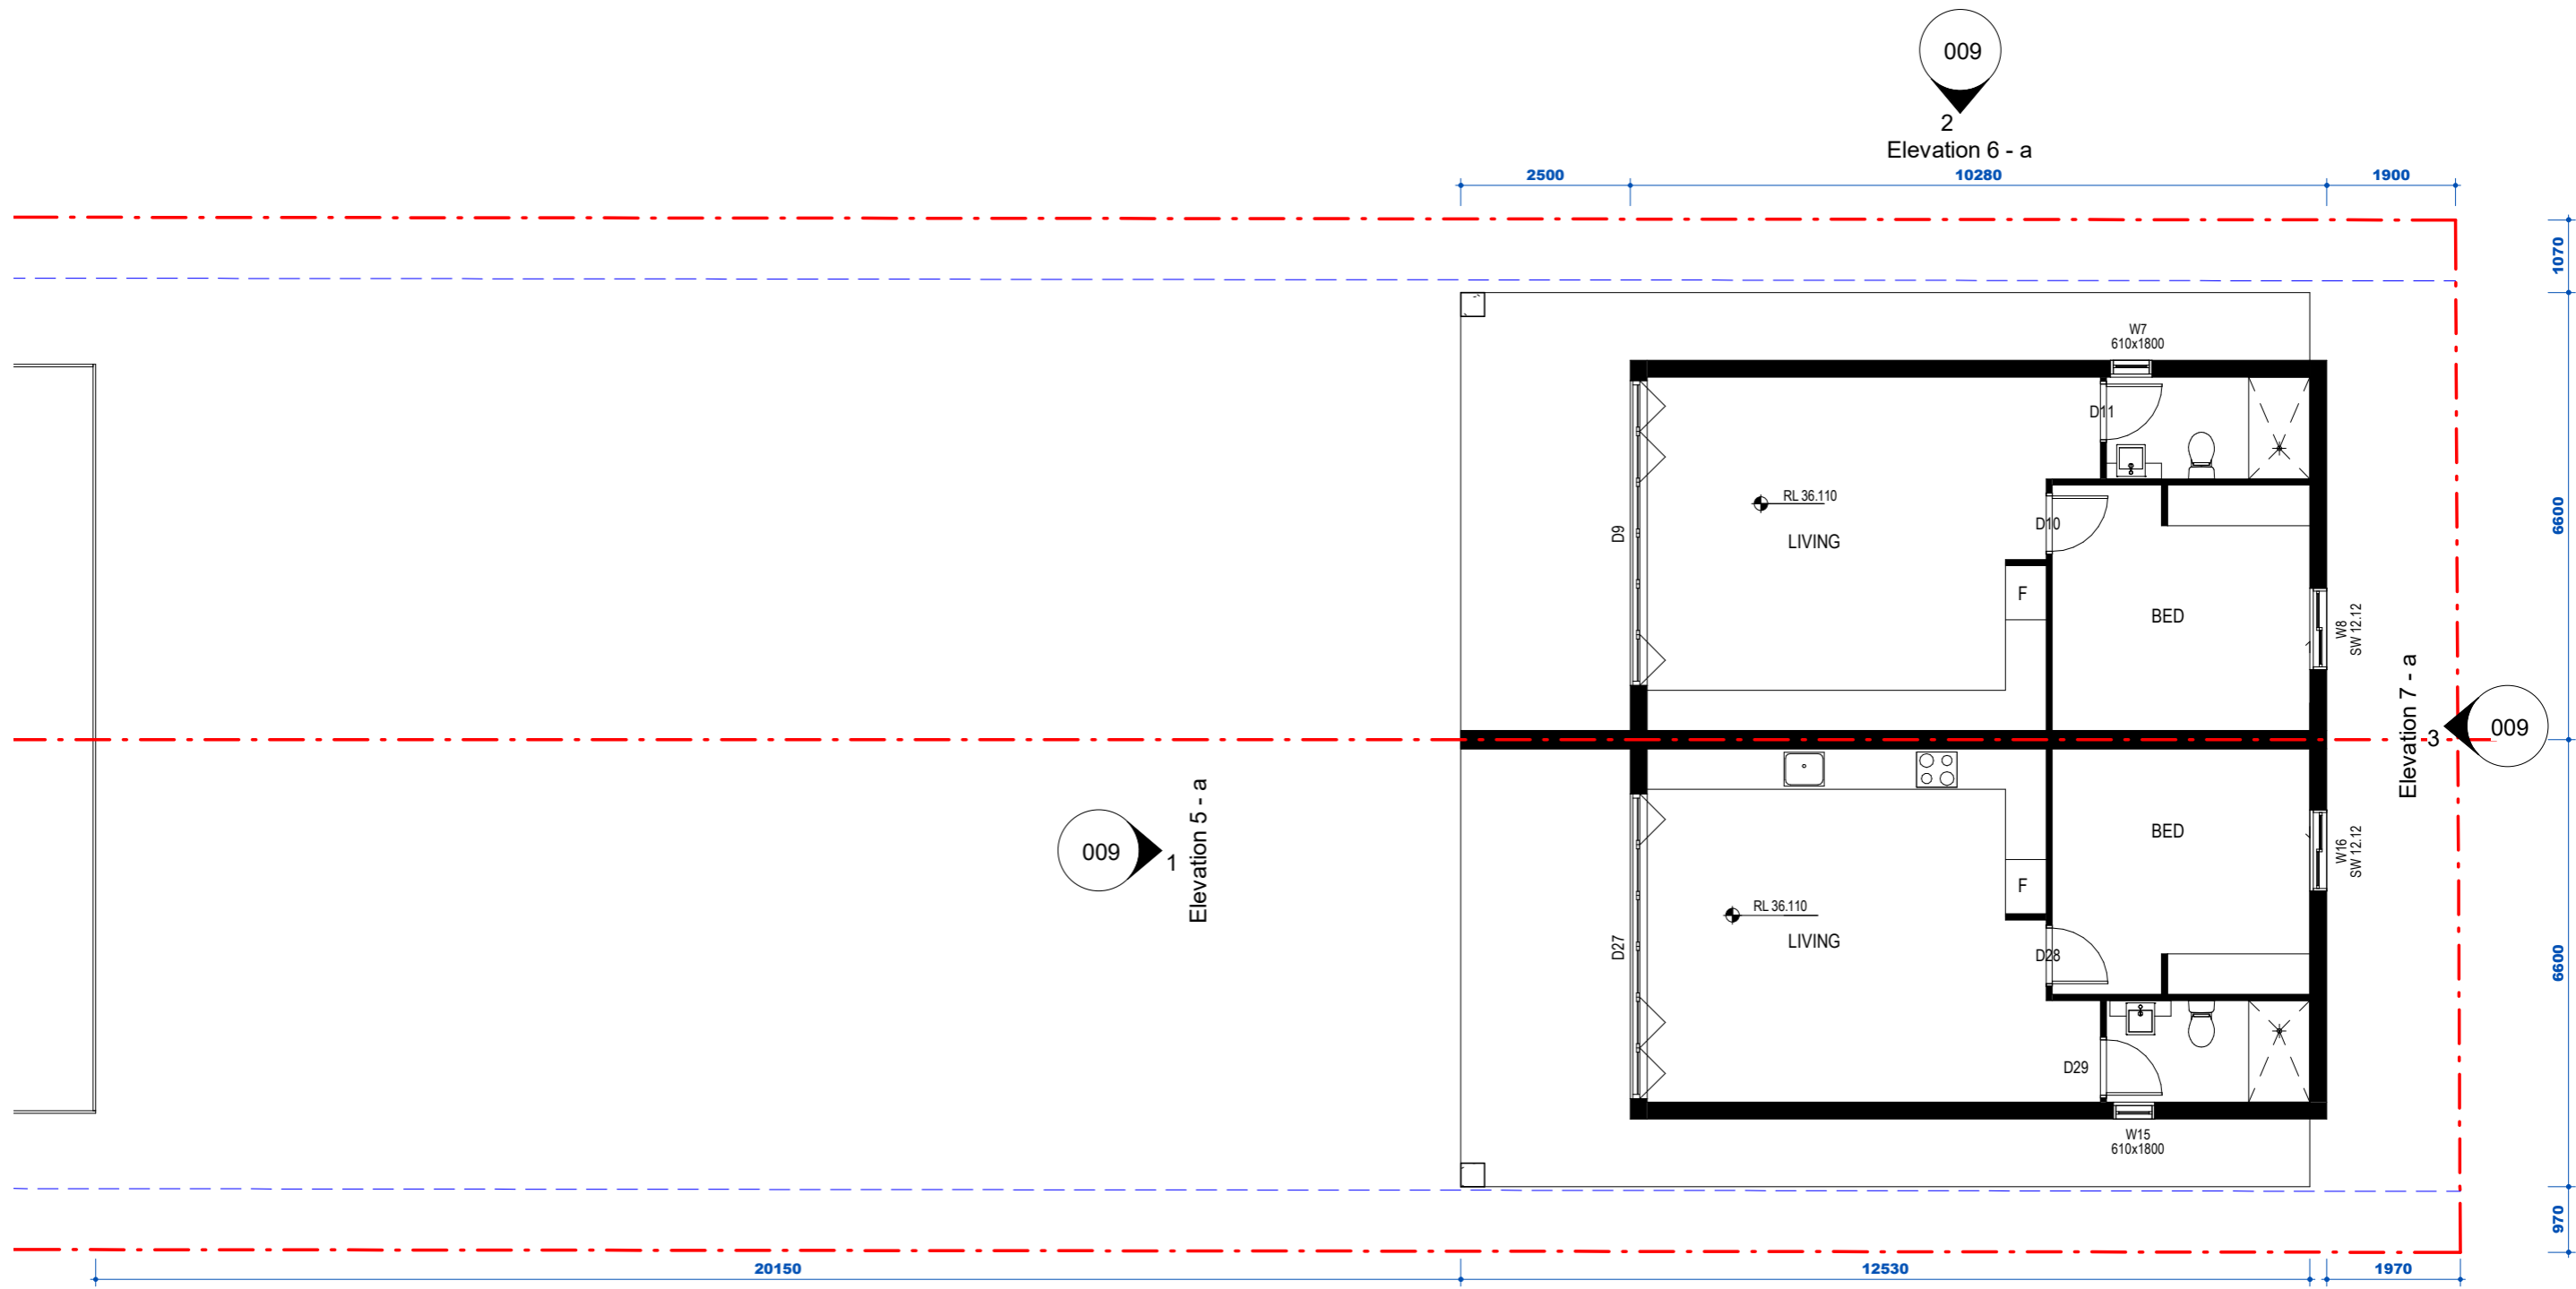 009
2
Elevation 6 - a
2500
10280
1900
1070
W7
610x1800
D11
RL 36.110
D10
D9
LIVING
6600
F
BED
W8
SW 12.12
Elevation 7 - a
3
009
Elevation 5 - a
1
009
BED
W16
SW 12.12
F
RL 36.110
LIVING
D27
D28
6600
D29
W15
610x1800
970
20150
12530
1970